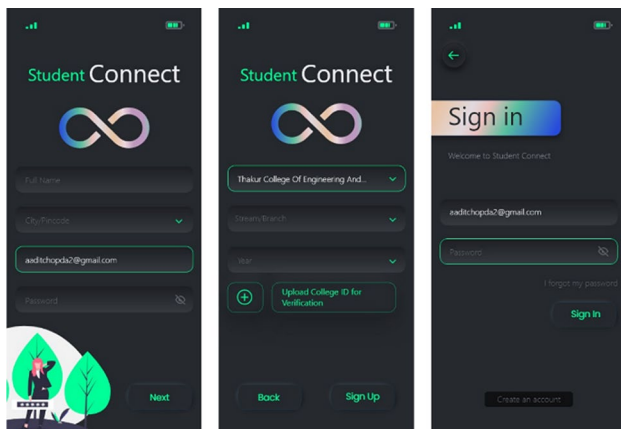 Student Connect
Full Name
City/Pincode
aaditchopda2@gmail.com
Password
Next
Student Connect
Thakur College Of Engineering And...
Stream/Branch
Year
Upload College ID for
Verification
Back
Sign Up
Sign in
Welcome to Student Connect
aaditchopda2@gmail.com
Password
I forgot my password
Sign In
Create an account